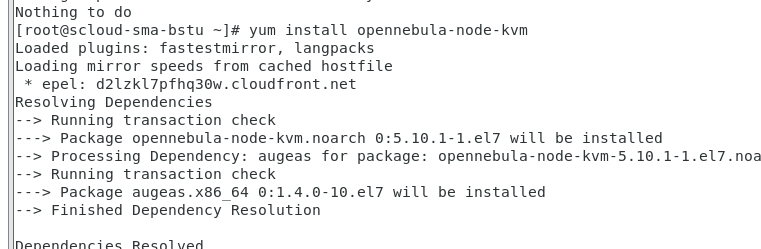 Nothing to do
[root@scloud-sma-bstu ~]# yum install opennebula-node-kvm
Loaded plugins: fastestmirror, langpacks
Loading mirror speeds from cached hostfile
 * epel: d2lzkl7pfhq30w.cloudfront.net
Resolving Dependencies
--> Running transaction check
---> Package opennebula-node-kvm.noarch 0:5.10.1-1.el7 will be installed
--> Processing Dependency: augeas for package: opennebula-node-kvm-5.10.1-1.el7.noa
--> Running transaction check
---> Package augeas.x86_64 0:1.4.0-10.el7 will be installed
--> Finished Dependency Resolution
Dependencies Resolved